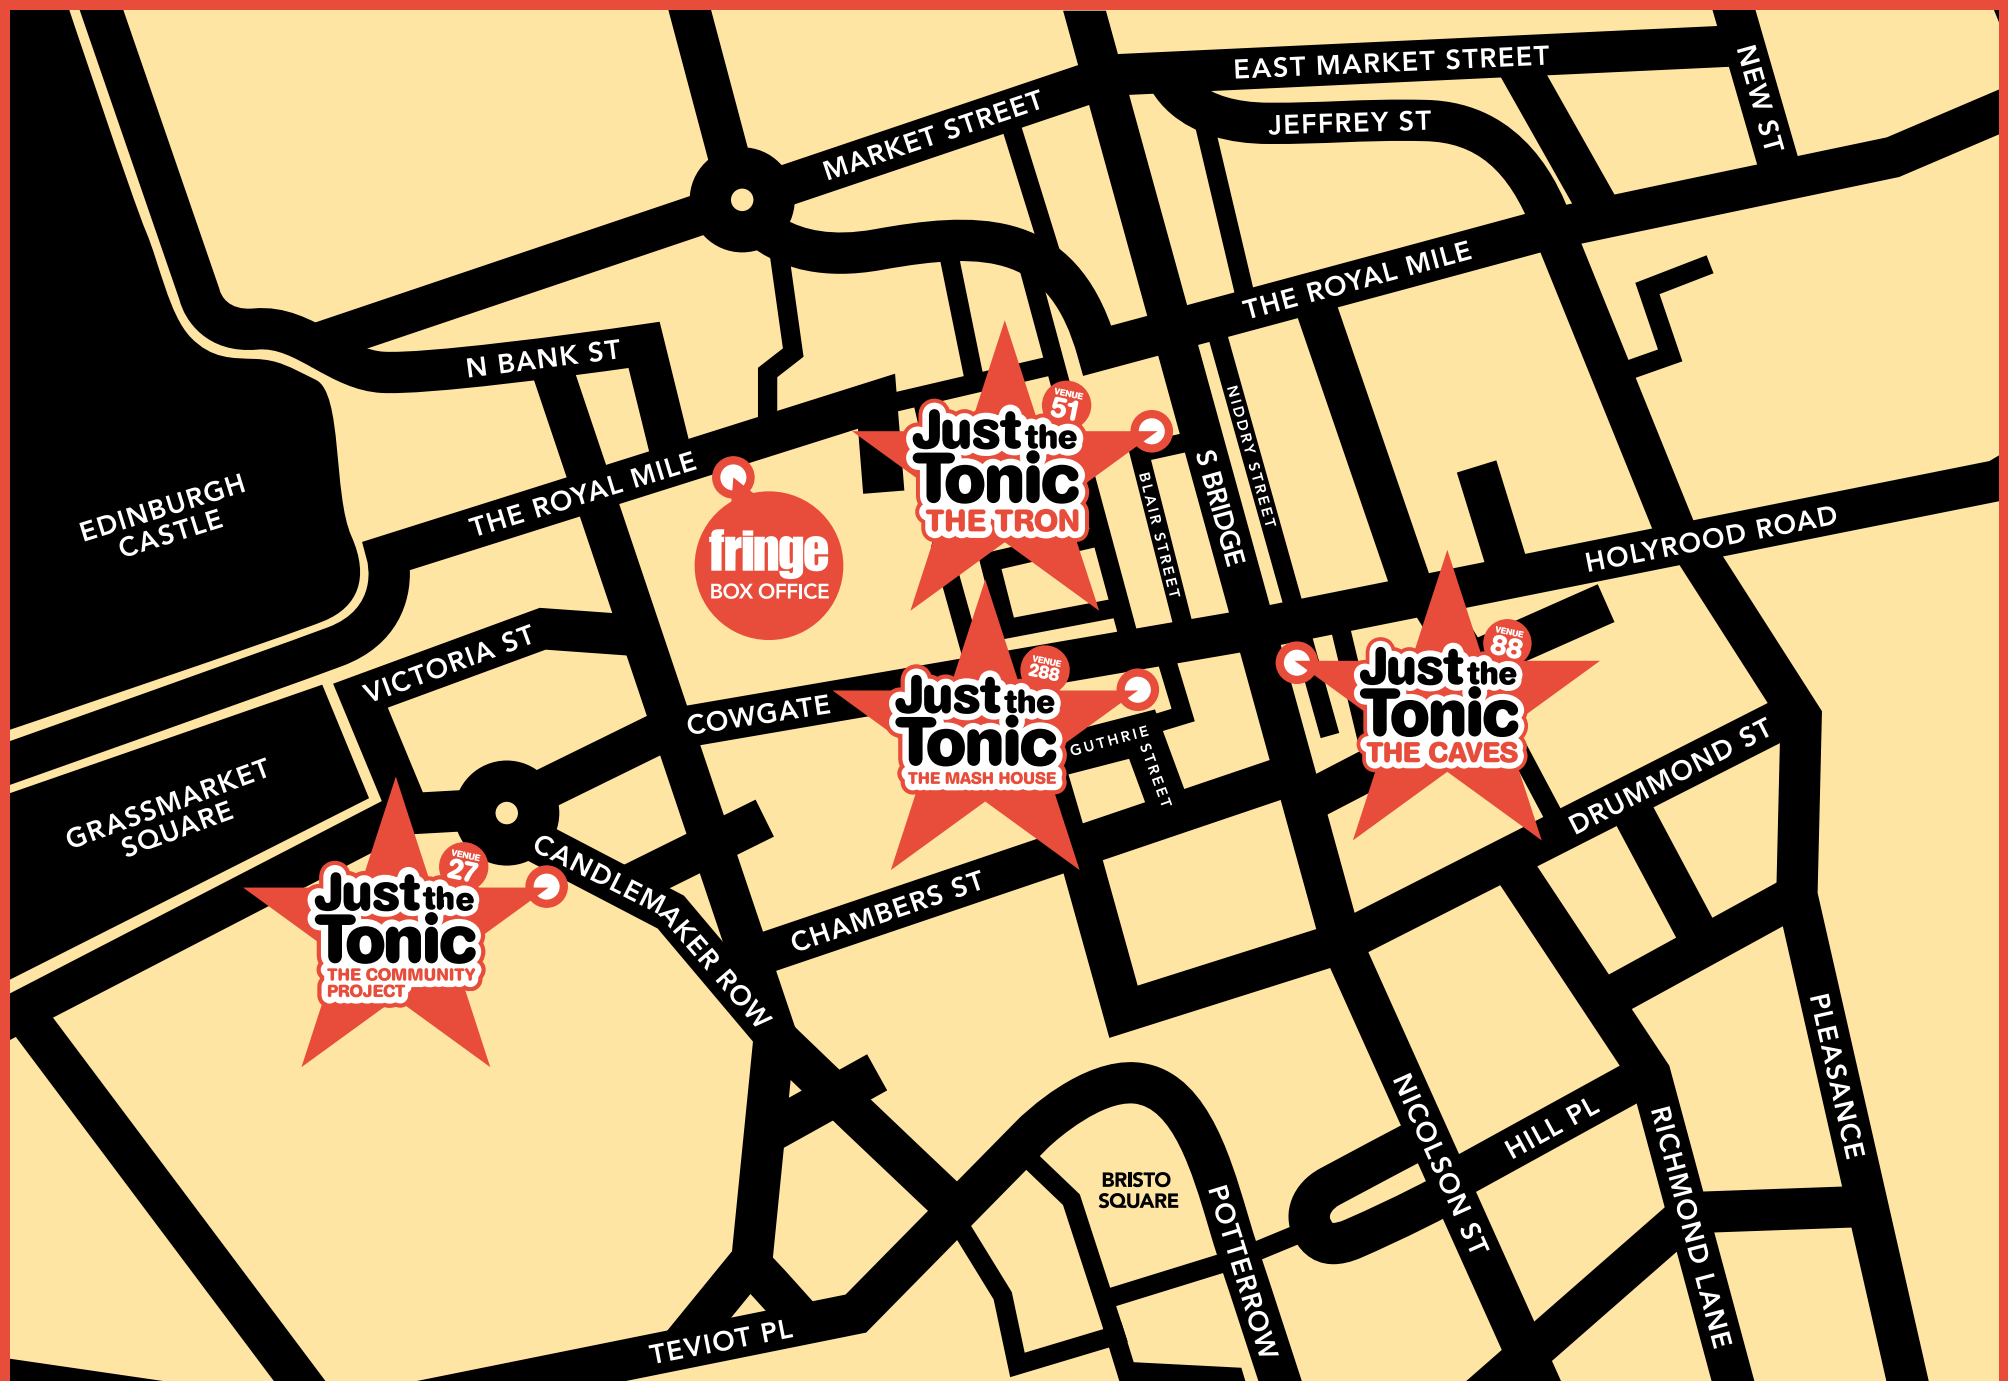 EAST MARKET STREET
NEW ST
MARKET STREET
JEFFREY ST
THE ROYAL MILE
N BANK ST
VENUE
51
Just the
Tonic
THE TRON
NIDDRY STREET
S BRIDGE
BLAIR STREET
THE ROYAL MILE
EDINBURGH
CASTLE
fringe
BOX OFFICE
HOLYROOD ROAD
VICTORIA ST
COWGATE
VENUE
288
Just the
Tonic
THE MASH HOUSE
VENUE
88
Just the
Tonic
THE CAVES
GUTHRIE
STREET
DRUMMOND ST
GRASSMARKET
SQUARE
VENUE
27
Just the
Tonic
THE COMMUNITY
PROJECT
CANDLEMAKER ROW
CHAMBERS ST
PLEASANCE
NICOLSON ST
HILL PL
RICHMOND LANE
BRISTO
SQUARE
POTTERROW
TEVIOT PL